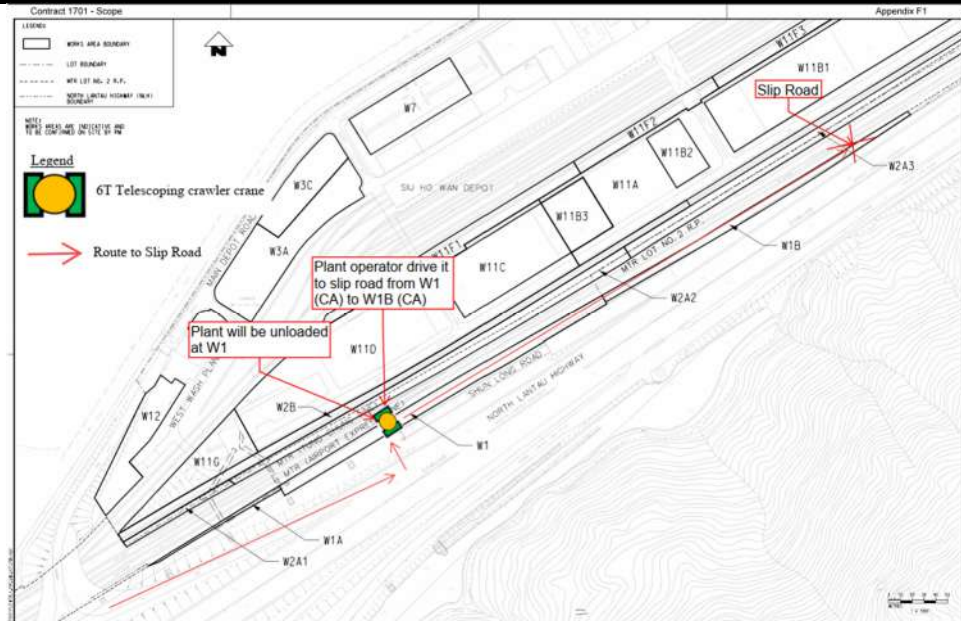 Contract 1701 - Scope
Appendix F1
LEGEND:
WORKS AREA BOUNDARY
LOT BOUNDARY
MTR LOT NO. 2 R.P.
NORTH LANTAU HIGHWAY (NLH)
BOUNDARY
N
NOTE:
WORKS AREAS ARE INDICATIVE AND
TO BE CONFIRMED ON SITE BY PM
Legend
6T Telescoping crawler crane
Route to Slip Road
W7
W11F3
W11B1
Slip Road
W11F2
W11B2
W3C
SIU HO WAN DEPOT
W11A
W2A3
W3A
MAIN DEPOT ROAD
W11B3
W11F1
W11C
MTR LOT NO. 2 R.P.
W1B
Plant operator drive it
to slip road from W1
(CA) to W1B (CA)
W2A2
Plant will be unloaded
at W1
W11D
SHUN LONG ROAD
NORTH LANTAU HIGHWAY
W12
W2B
W1
W11G
W1A
W2A1